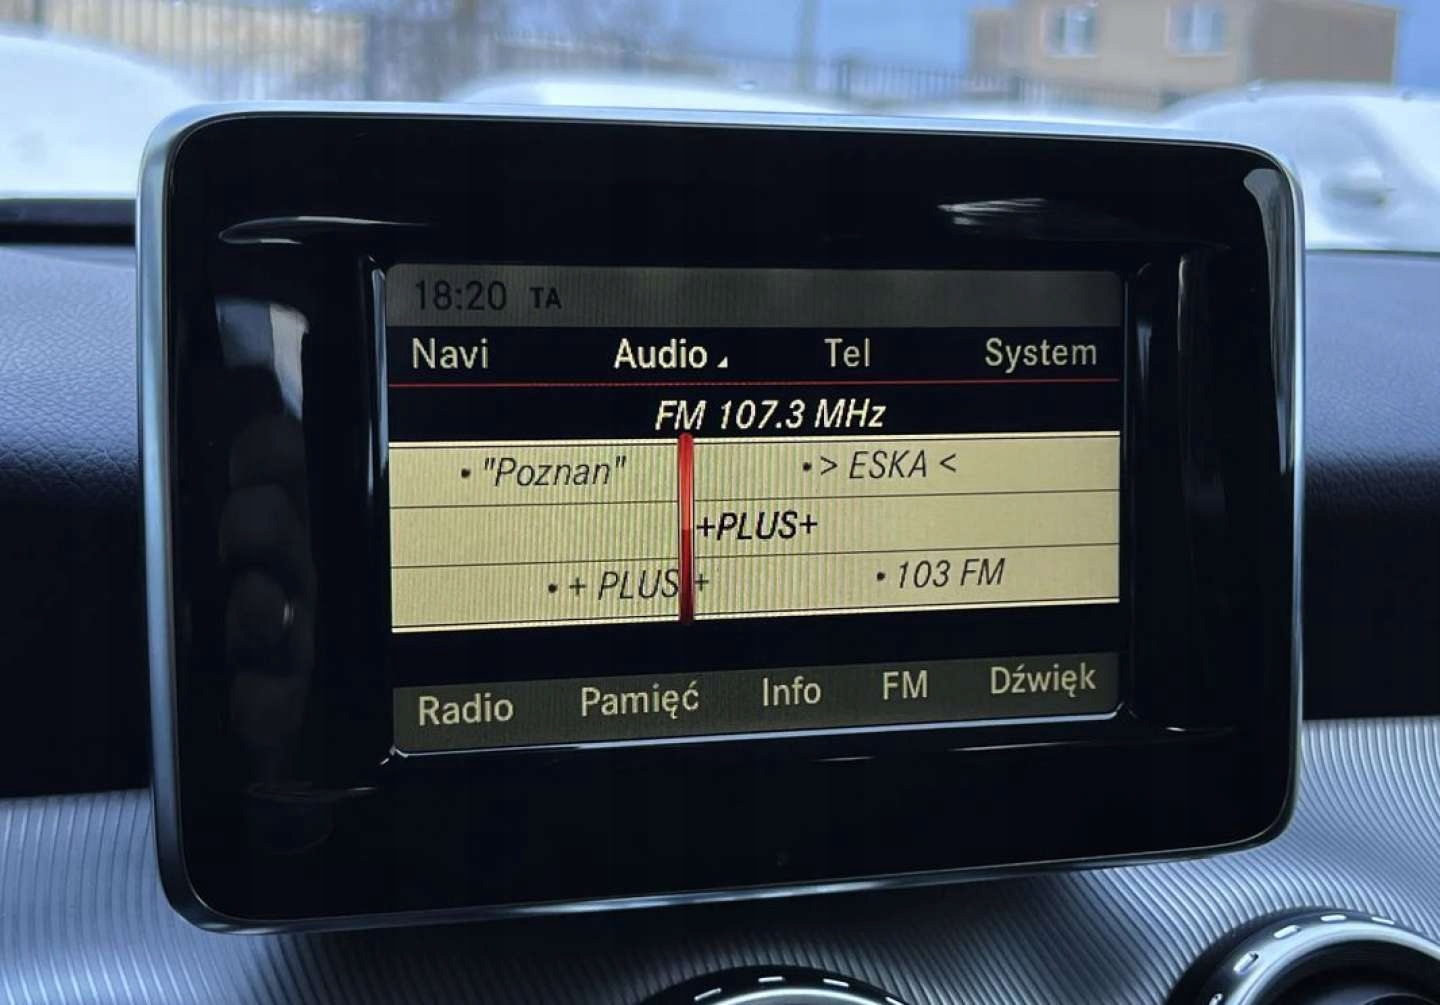 18:20 TA
Navi Audio Tel System
FM 107.3 MHz
• "Poznan" • > ESKA <
+PLUS+
• + PLUS + • 103 FM
Radio Pamięć Info FM Dźwięk